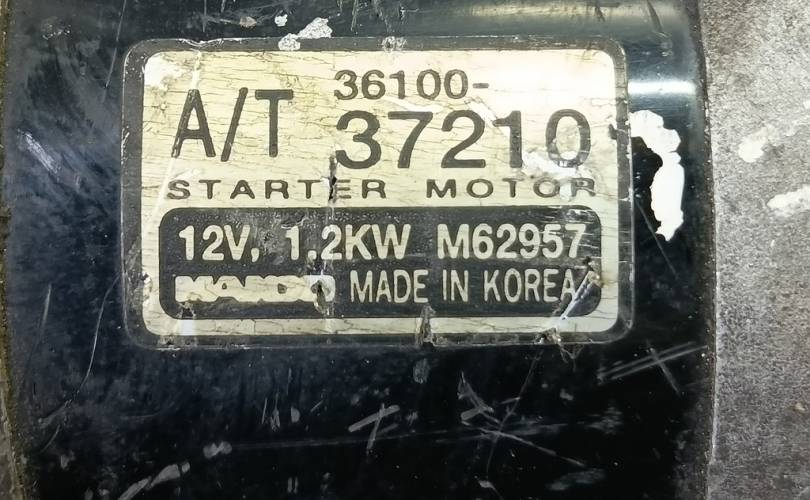 36100-
A/T 37210
STARTER MOTOR
12V, 1.2KW M62957
MADE IN KOREA